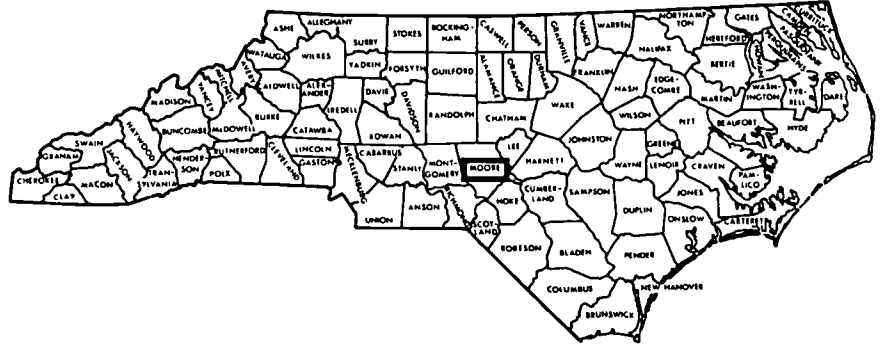 ASHE
ALLEGHANY
SURRY
STOKES
ROCKING-
HAM
CASWELL
PERSON
GRANVILLE
VANCE
WARREN
NORTHAMP
TON
GATES
HERTFORD
CURRITUCK
CAMDEN
PASQUOTANK
PERQUIMANS
CHOWAN
HALIFAX
BERTIE
WATAUGA
WILKES
YADKIN
FORSYTH
GUILFORD
ALAMANCE
ORANGE
DURHAM
FRANKLIN
NASH
EDGE-
COMBE
MARTIN
WASH-
INGTON
TYR-
RELL
DARE
MADISON
YANCEY
MITCHELL
AVERY
CALDWELL
ALEX-
ANDER
IREDELL
DAVIE
DAVIDSON
RANDOLPH
CHATHAM
WAKE
WILSON
PITT
BEAUFORT
HYDE
BUNCOMBE
McDOWELL
BURKE
CATAWBA
ROWAN
LEE
JOHNSTON
GREENE
SWAIN
HAYWOOD
GRAHAM
CHEROKEE
CLAY
MACON
JACKSON
TRAN-
SYLVANIA
HENDER-
SON
POLK
RUTHERFORD
CLEVELAND
LINCOLN
GASTON
MECKLENBURG
CABARRUS
STANLY
MONT-
GOMERY
MOORE
HARNETT
WAYNE
LENOIR
CRAVEN
PAM-
LICO
UNION
ANSON
RICHMOND
SCOT-
LAND
HOKE
CUMBER-
LAND
SAMPSON
DUPLIN
JONES
ONSLOW
CARTERET
ROBESON
BLADEN
PENDER
COLUMBUS
NEW HANOVER
BRUNSWICK